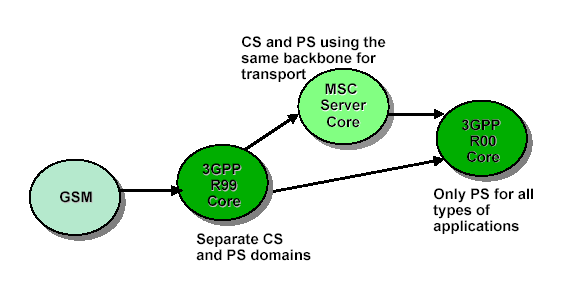 CS and PS using the
same backbone for
transport
MSC
Server
Core
3GPP
R00
Core
3GPP
R99
Core
GSM
Only PS for all
types of
applications
Separate CS
and PS domains